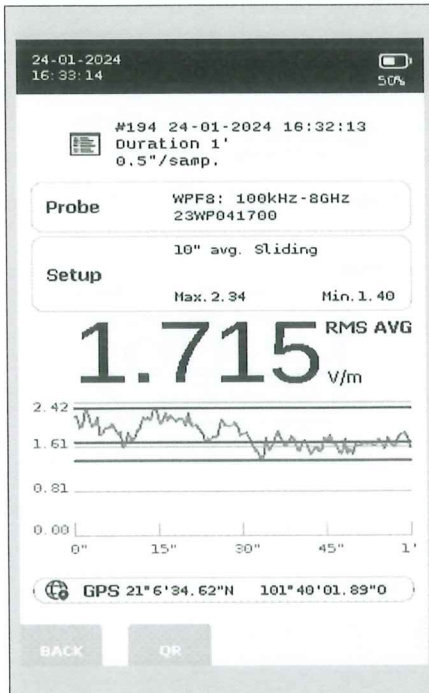 24-01-2024
16:33:14
50%
#194 24-01-2024 16:32:13
Duration 1'
0.5"/samp.
Probe
WPF8: 100kHz-8GHz
23WP041700
Setup
10" avg. Sliding
Max.2.34 Min.1.40
1.715 RMS AVG
V/m
2.42
1.61
0.81
0.00
0" 15" 30" 45" 1'
GPS 21°6'34.62"N 101°40'01.89"O
BACK QR